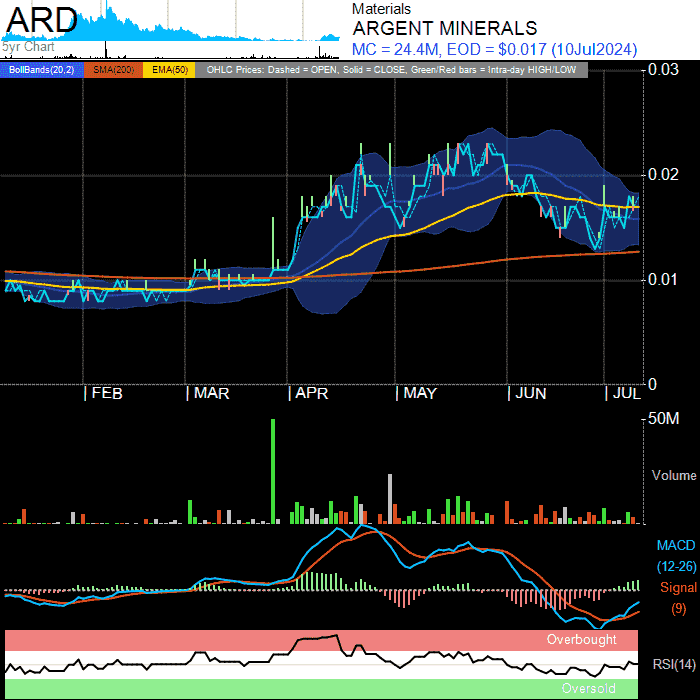 ARD
5yr Chart
Materials
ARGENT MINERALS
MC = 24.4M, EOD = $0.017 (10Jul2024)
BollBands(20,2) SMA(200) EMA(50) OHLC Prices: Dashed = OPEN, Solid = CLOSE, Green/Red bars = Intra-day HIGH/LOW
0.03
0.02
0.01
0
FEB MAR APR MAY JUN JUL
50M
Volume
MACD
(12-26)
Signal
(9)
Overbought
RSI(14)
Oversold